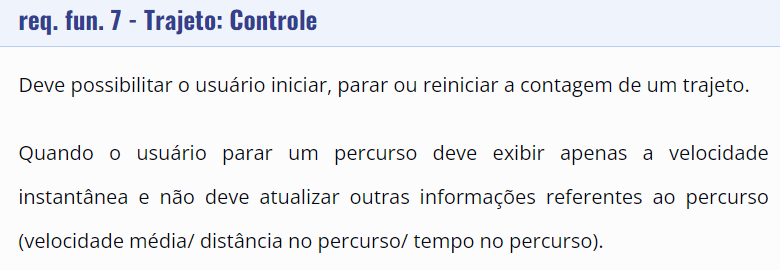 req. fun. 7 - Trajeto: Controle
Deve possibilitar o usuário iniciar, parar ou reiniciar a contagem de um trajeto.
Quando o usuário parar um percurso deve exibir apenas a velocidade
instantânea e não deve atualizar outras informações referentes ao percurso
(velocidade média/ distância no percurso/ tempo no percurso).